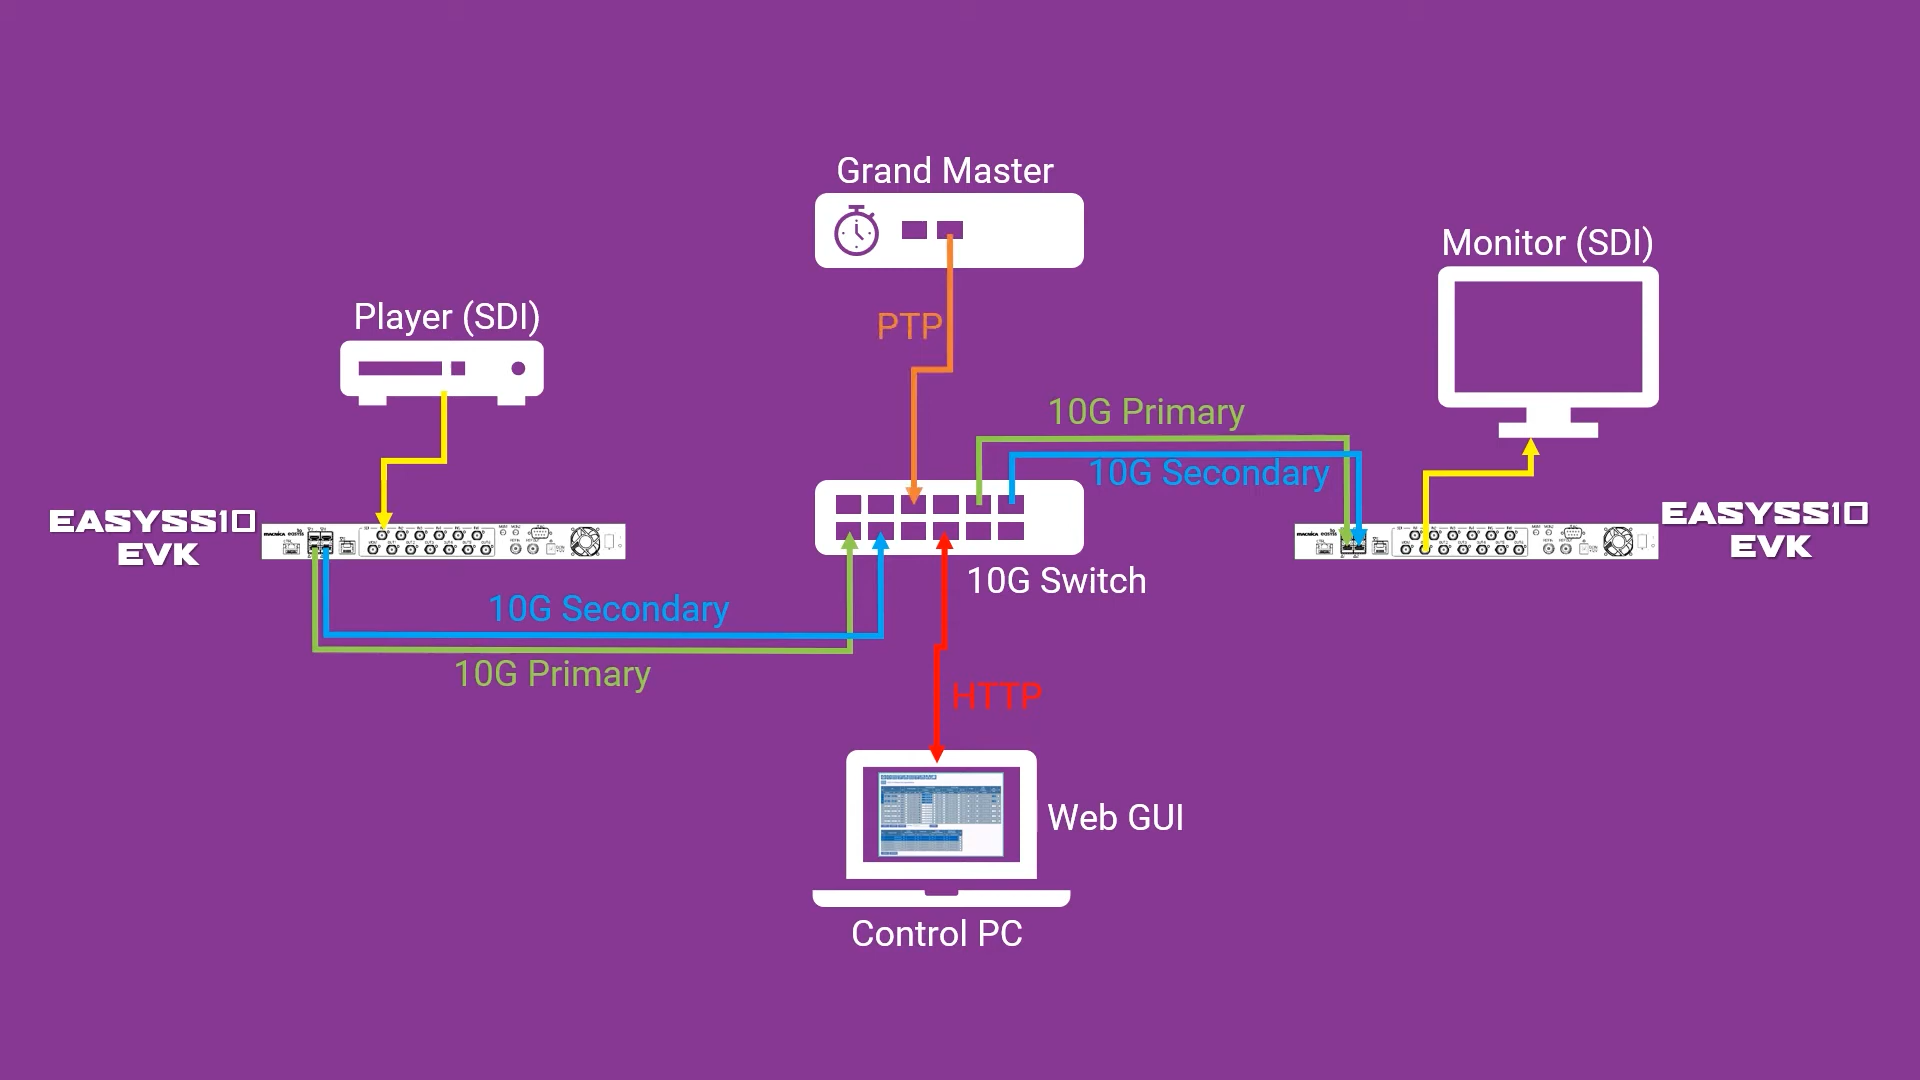 Grand Master
Monitor (SDI)
Player (SDI)
PTP
10G Primary
10G Secondary
EASYSS10
EVK
EASYSS10
EVK
10G Switch
10G Secondary
10G Primary
HTTP
Web GUI
Control PC